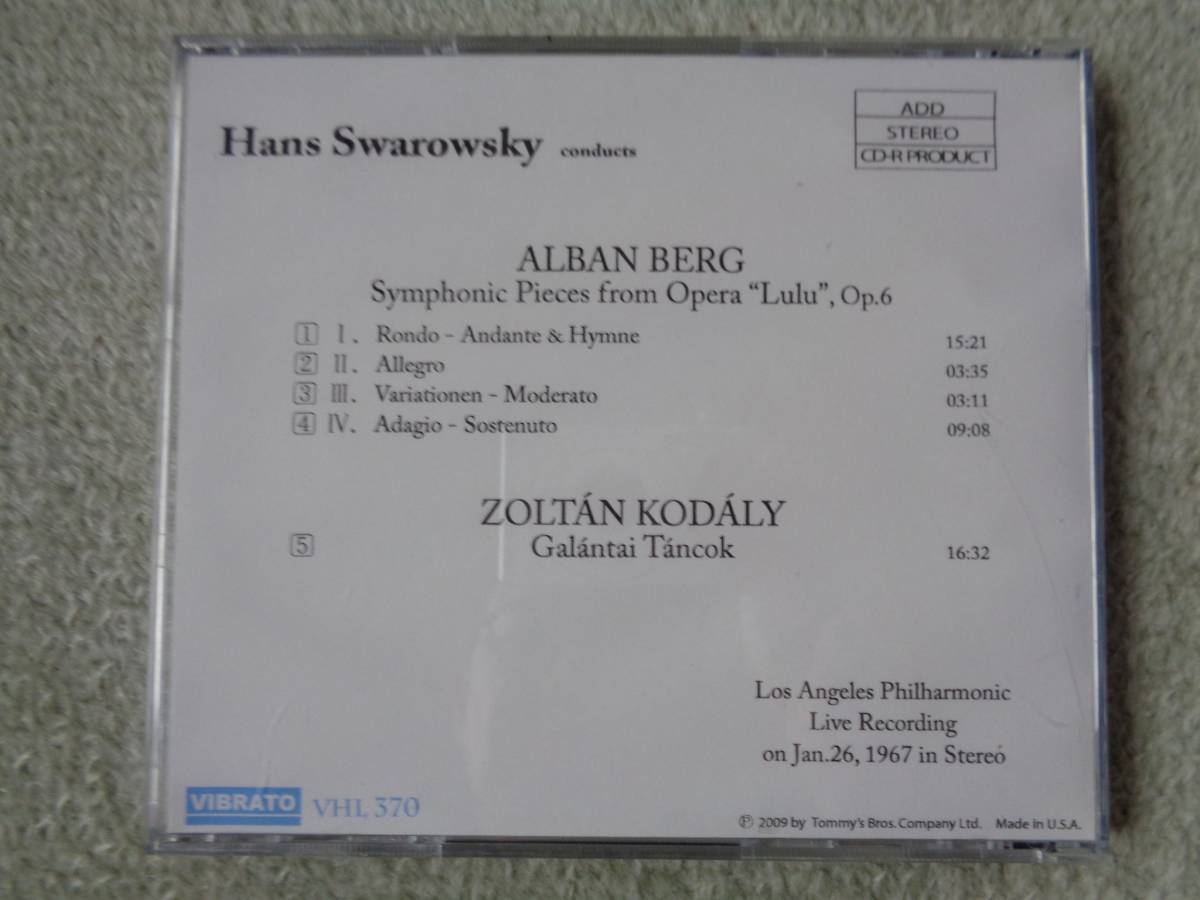 Hans Swarowsky conducts
ADD
STEREO
CD-R PRODUCT
ALBAN BERG
Symphonic Pieces from Opera “Lulu”, Op.6
1 I. Rondo - Andante & Hymne 15:21
2 II. Allegro 03:35
3 III. Variationen - Moderato 03:11
4 IV. Adagio - Sostenuto 09:08
ZOLTÁN KODÁLY
5 Galántai Táncok 16:32
Los Angeles Philharmonic
Live Recording
on Jan.26, 1967 in Stereo
VIBRATO VHL 370
℗ 2009 by Tommy's Bros. Company Ltd. Made in U.S.A.